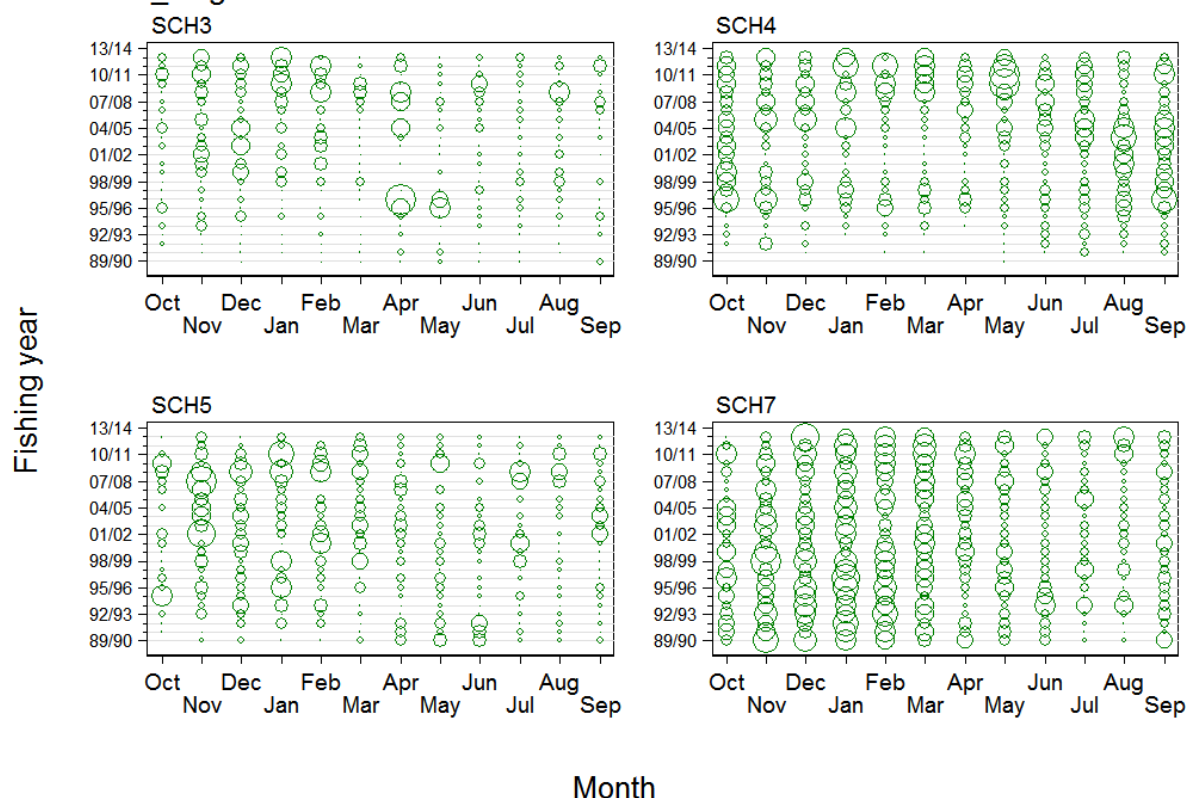 SCH3 SCH4
13/14 13/14
10/11 10/11
07/08 07/08
04/05 04/05
01/02 01/02
98/99 98/99
95/96 95/96
92/93 92/93
89/90 89/90
Oct Dec Feb Apr Jun Aug Oct Dec Feb Apr Jun Aug
Nov Jan Mar May Jul Sep Nov Jan Mar May Jul Sep
Fishing year
SCH5 SCH7
13/14 13/14
10/11 10/11
07/08 07/08
04/05 04/05
01/02 01/02
98/99 98/99
95/96 95/96
92/93 92/93
89/90 89/90
Oct Dec Feb Apr Jun Aug Oct Dec Feb Apr Jun Aug
Nov Jan Mar May Jul Sep Nov Jan Mar May Jul Sep
Month